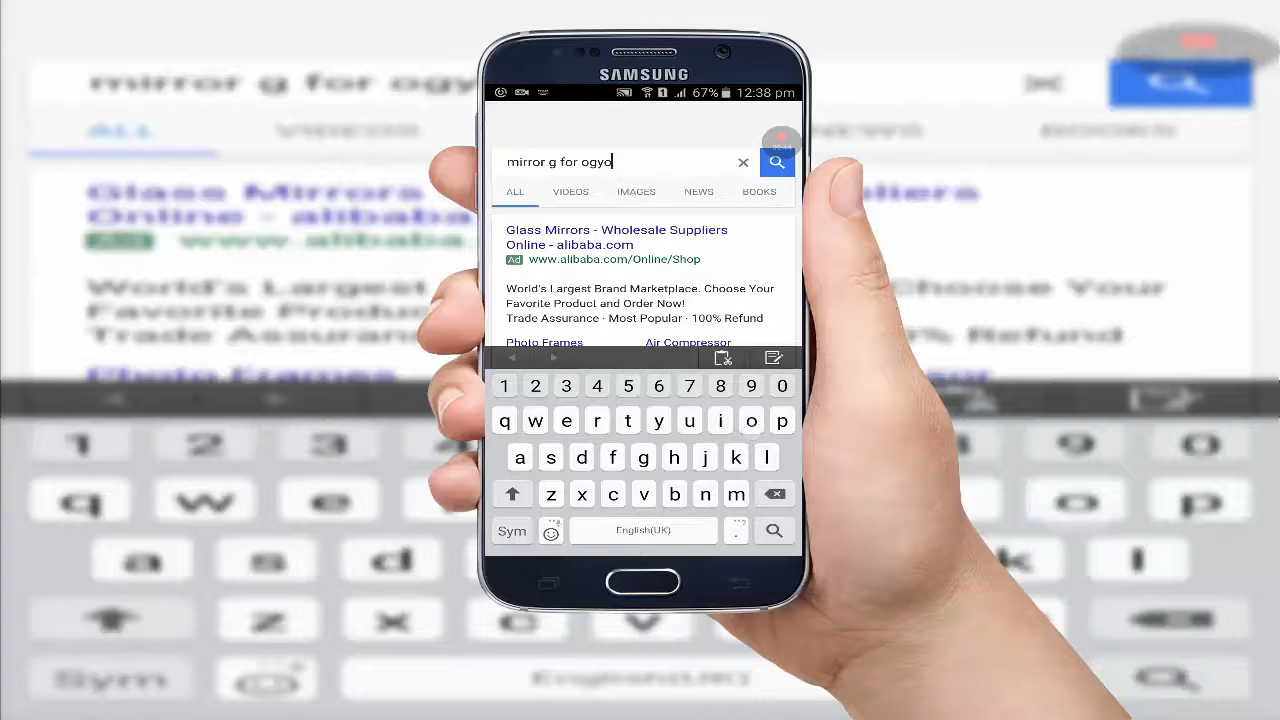 SAMSUNG
67% 12:38 pm
mirror g for ogyo
ALL VIDEOS IMAGES NEWS BOOKS
Glass Mirrors - Wholesale Suppliers
Online - alibaba.com
Ad www.alibaba.com/Online/Shop
World's Largest Brand Marketplace. Choose Your
Favorite Product and Order Now!
Trade Assurance · Most Popular · 100% Refund
Photo Frames Air Compressor
1 2 3 4 5 6 7 8 9 0
q w e r t y u i o p
a s d f g h j k l
z x c v b n m
Sym English(UK) .